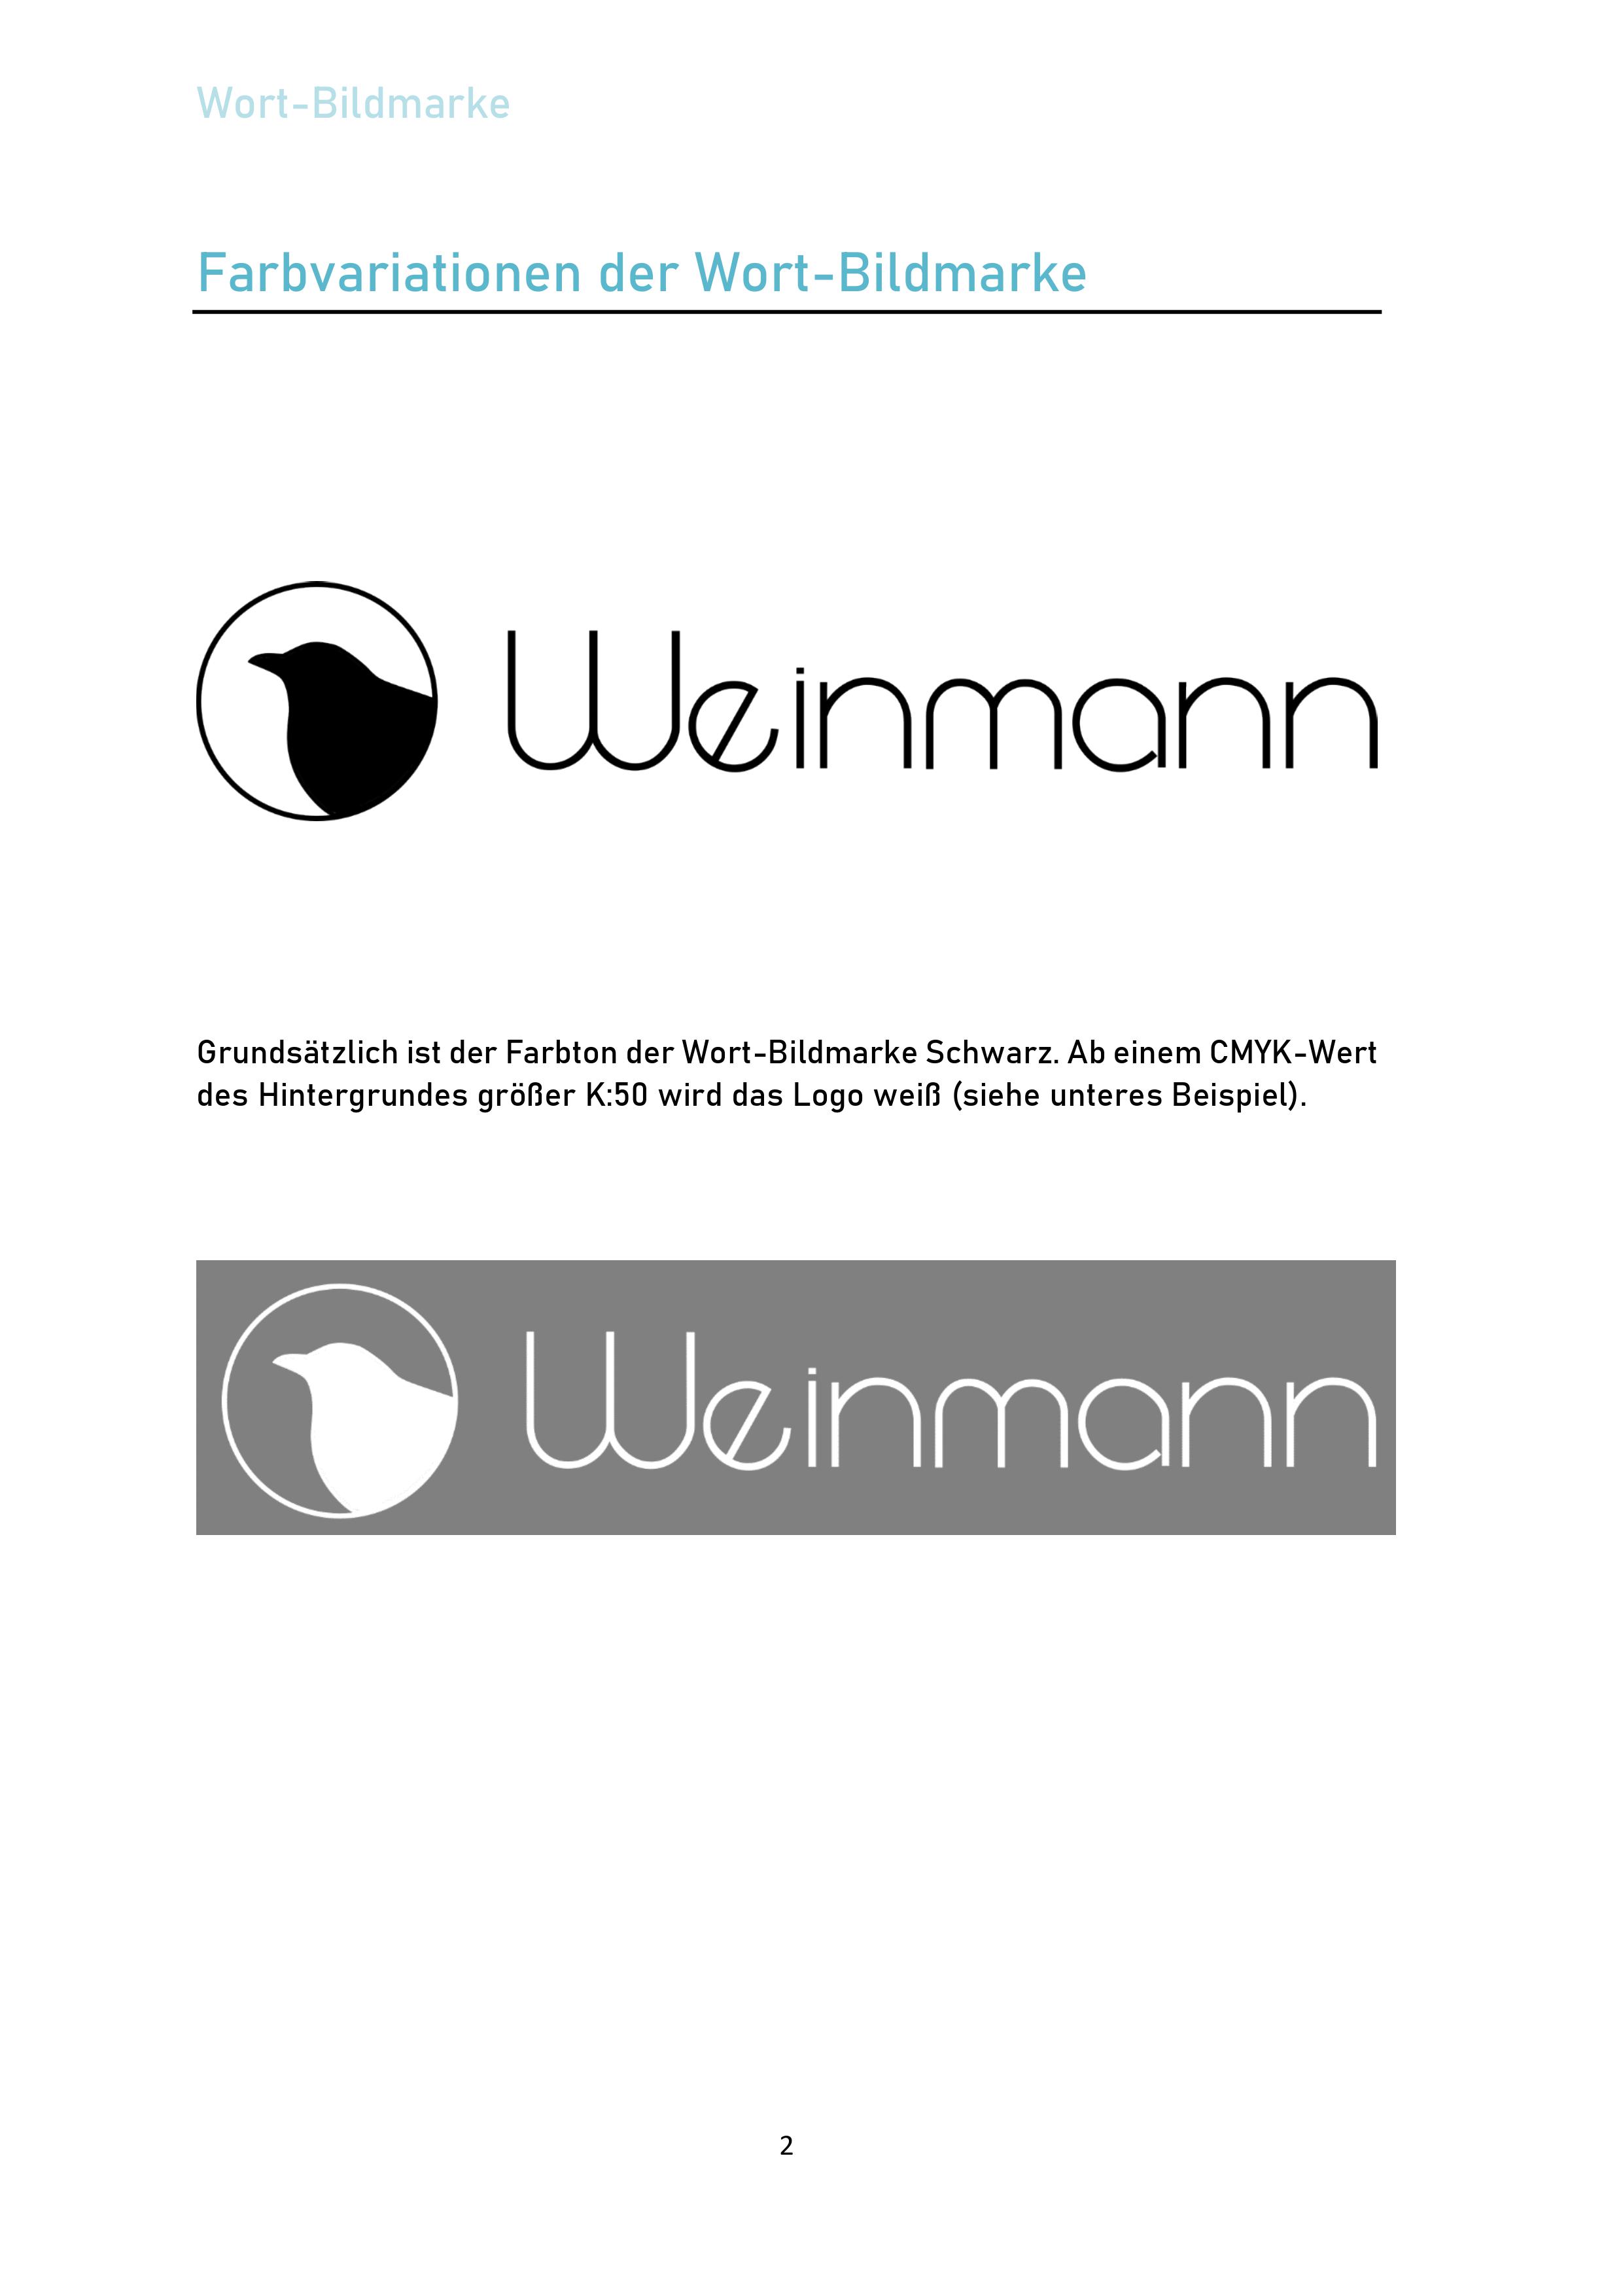 Wort-Bildmarke
Farbvariationen der Wort-Bildmarke
Weinmann
Grundsätzlich ist der Farbton der Wort-Bildmarke Schwarz. Ab einem CMYK-Wert
des Hintergrundes größer K:50 wird das Logo weiß (siehe unteres Beispiel).
Weinmann
2